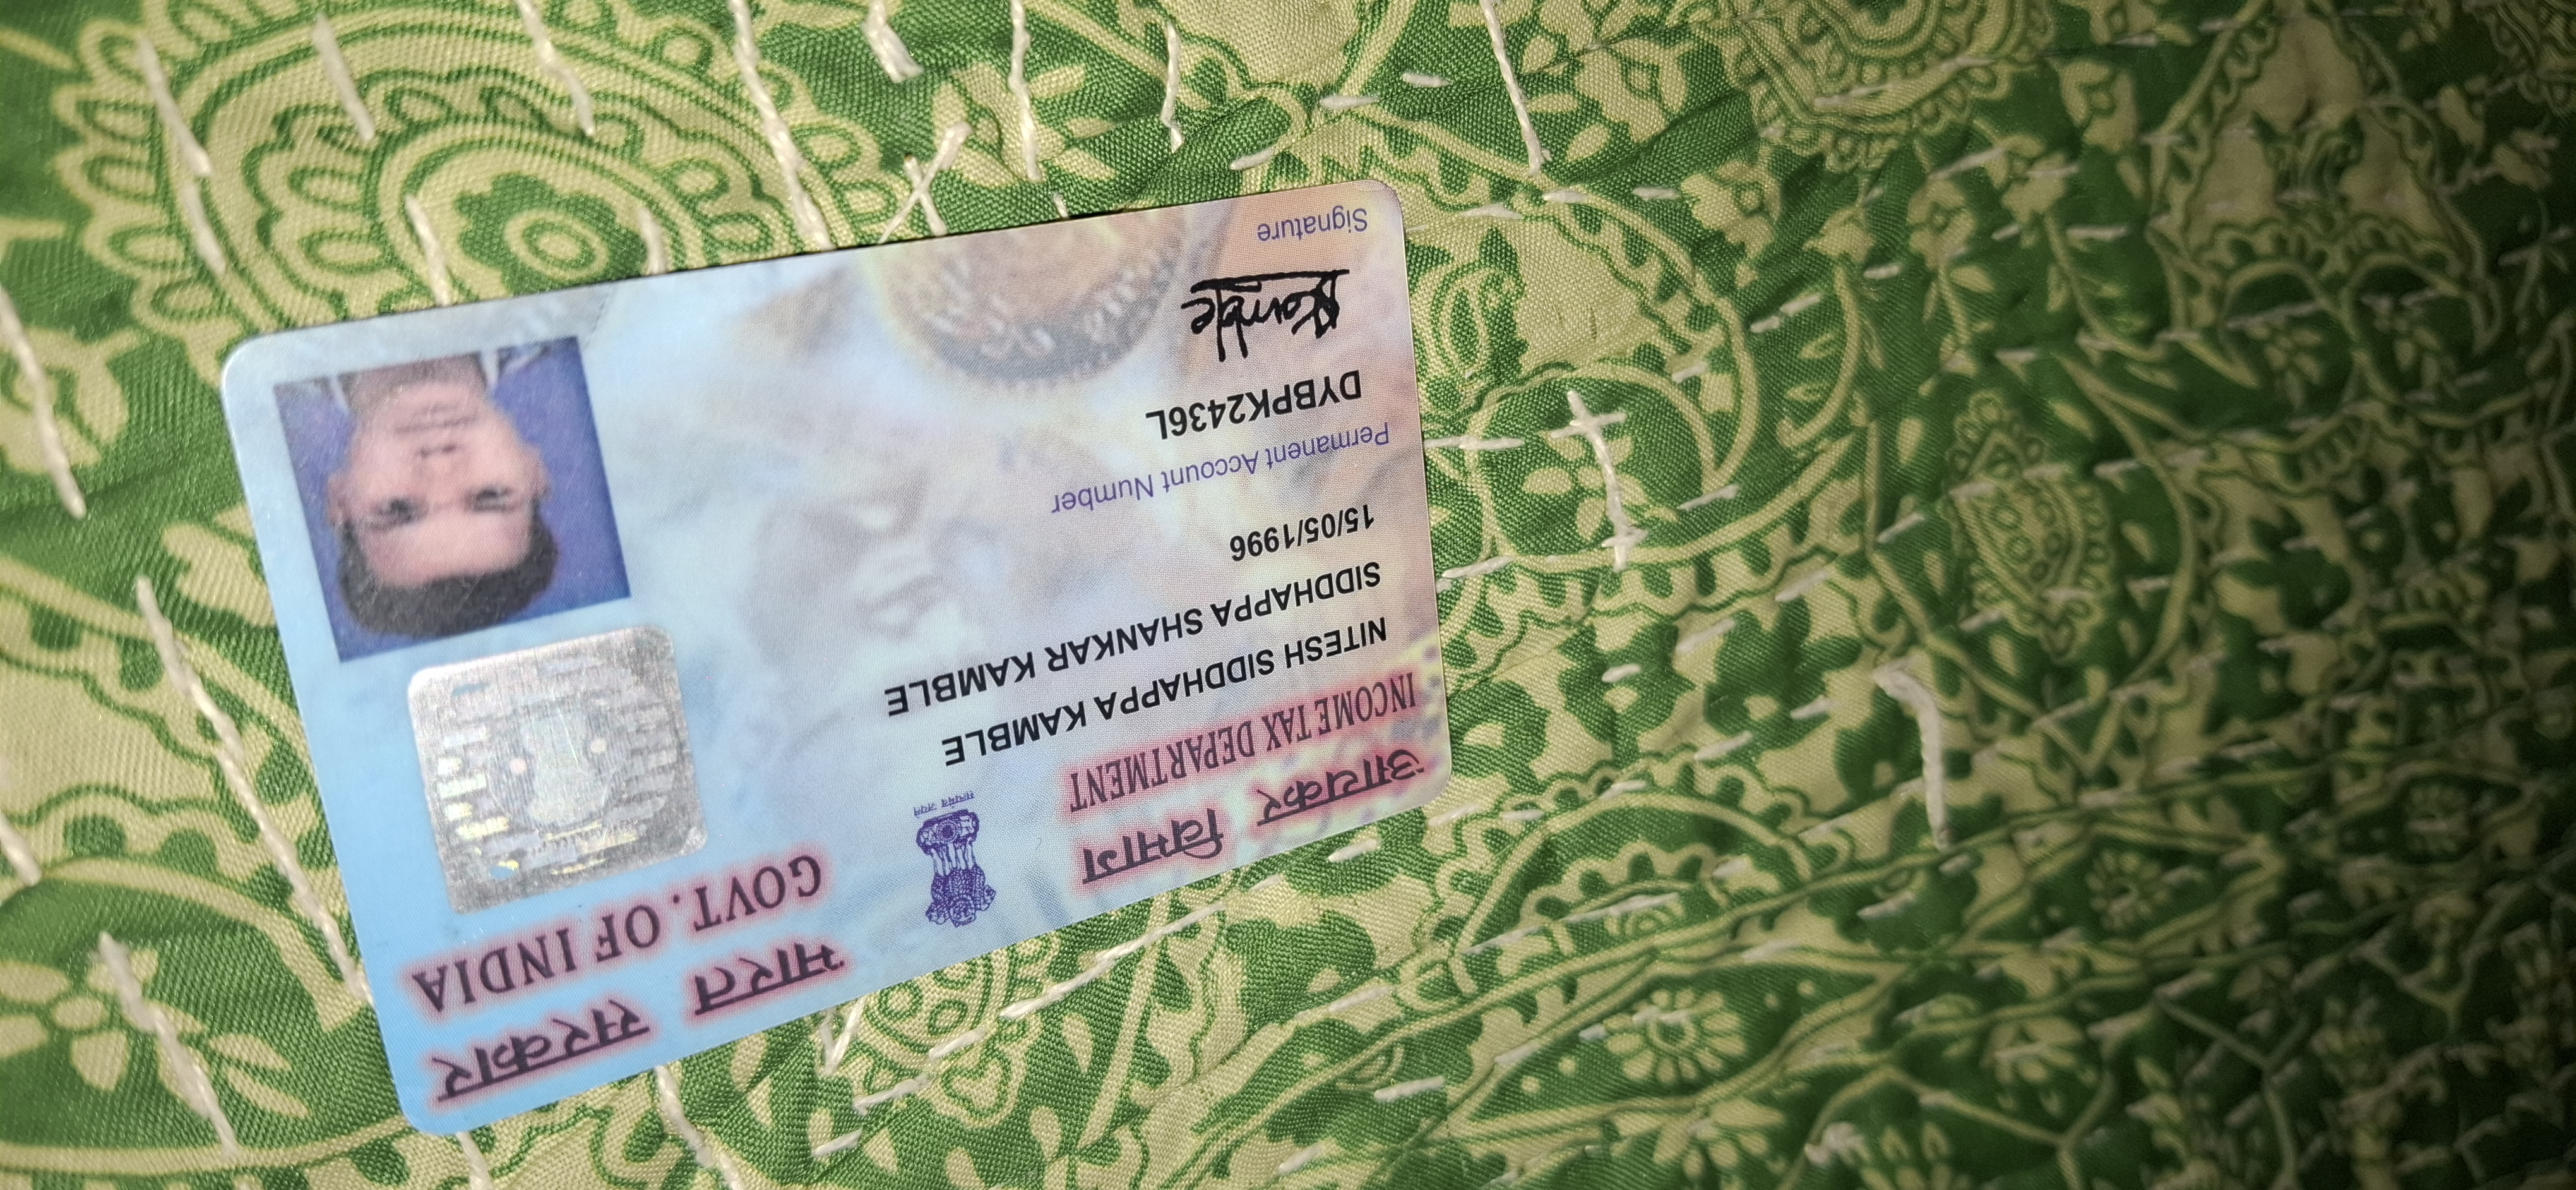 आयकर विभाग
INCOME TAX DEPARTMENT
भारत सरकार
GOVT. OF INDIA
NITESH SIDDHAPPA KAMBLE
SIDDHAPPA SHANKAR KAMBLE
15/05/1996
Permanent Account Number
DYBPK2436L
Kamble
Signature